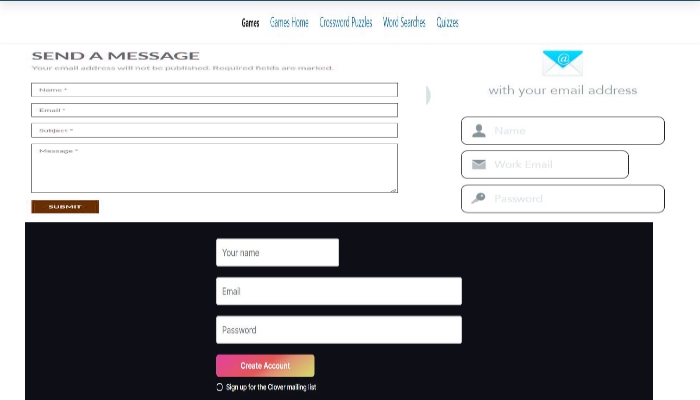 Games Games Home Crossword Puzzles Word Searches Quizzes
SEND A MESSAGE
Your email address will not be published. Required fields are marked.
Name *
Email *
Subject *
Message *
SUBMIT
@
with your email address
Name
Work Email
Password
Your name
Email
Password
Create Account
Sign up for the Clover mailing list